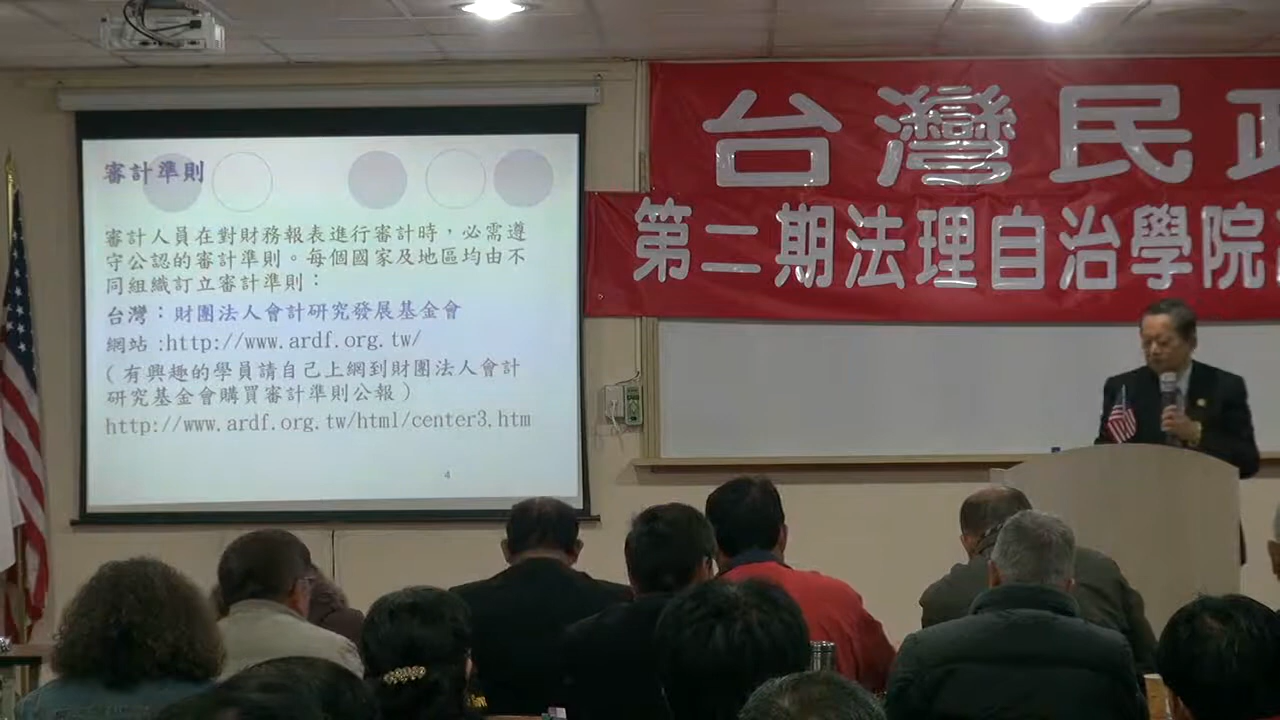 審計準則
審計人員在對財務報表進行審計時，必需遵
守公認的審計準則。每個國家及地區均由不
同組織訂立審計準則：
台灣：財團法人會計研究發展基金會
網站:http://www.ardf.org.tw/
(有興趣的學員請自己上網到財團法人會計
研究基金會購買審計準則公報)
http://www.ardf.org.tw/html/center3.htm
4
台灣民政
第二期法理自治學院